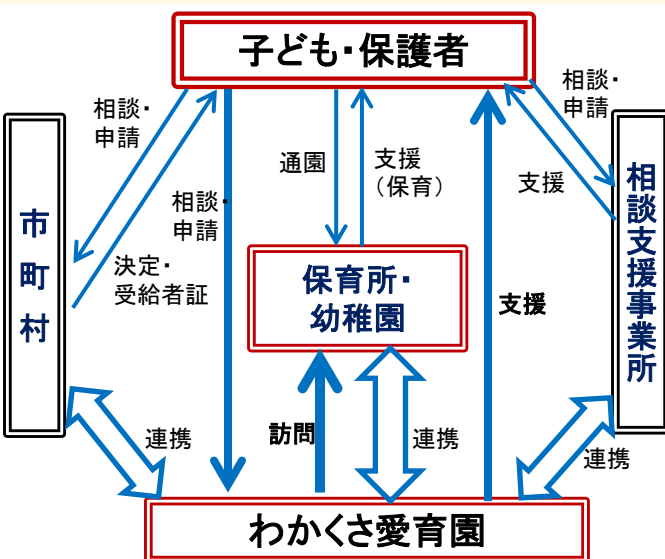 子ども・保護者
相談・
申請
相談・
申請
通園
支援
（保育）
支援
相談・
申請
市町村
決定・
受給者証
保育所・
幼稚園
支援
相談支援事業所
連携
訪問
連携
連携
わかくさ愛育園